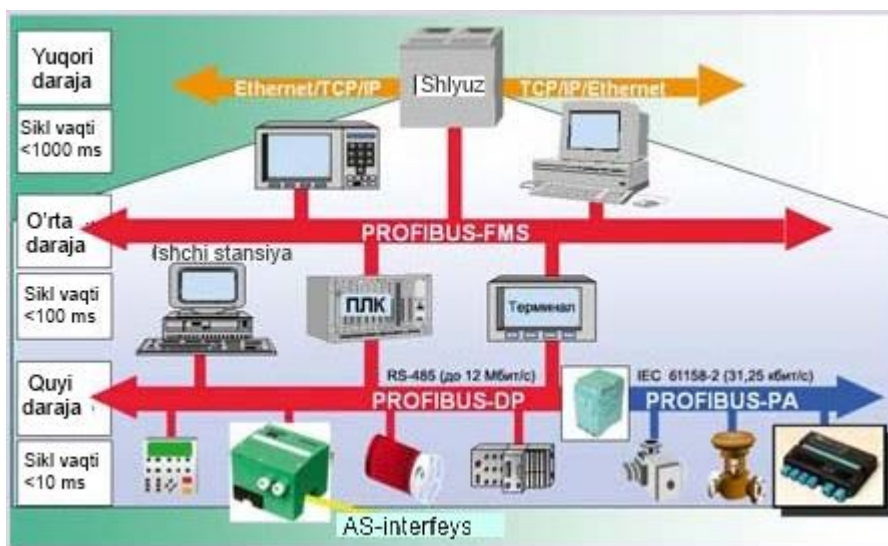 Yuqori
daraja
Ethernet/TCP/IP
Shlyuz
TCP/IP/Ethernet
Sikl vaqti
<1000 ms
O'rta
daraja
PROFIBUS-FMS
Ishchi stansiya
Sikl vaqti
<100 ms
ПЛК
Терминал
Quyi
daraja
RS-485 (до 12 Мбит/с)
IEC 61158-2 (31,25 кбит/с)
PROFIBUS-DP
PROFIBUS-PA
Sikl vaqti
<10 ms
AS-interfeys